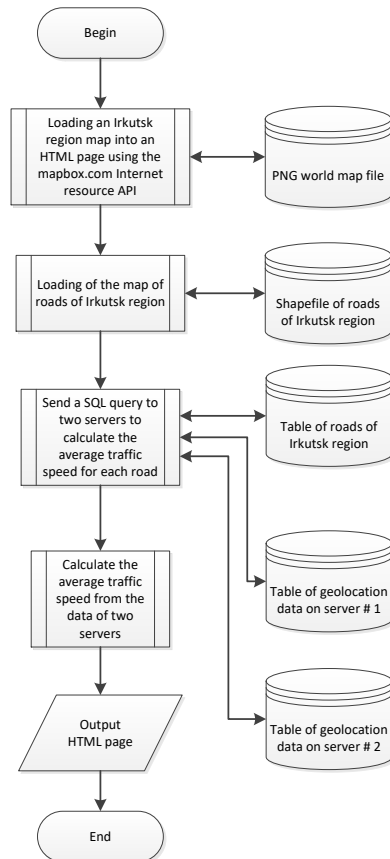 Begin
Loading an Irkutsk
region map into an
HTML page using the
mapbox.com Internet
resource API
PNG world map file
Loading of the map of
roads of Irkutsk region
Shapefile of roads
of Irkutsk region
Send a SQL query to
two servers to
calculate the
average traffic
speed for each road
Table of roads of
Irkutsk region
Calculate the
average traffic
speed from the
data of two
servers
Table of geolocation
data on server # 1
Output
HTML page
Table of geolocation
data on server # 2
End